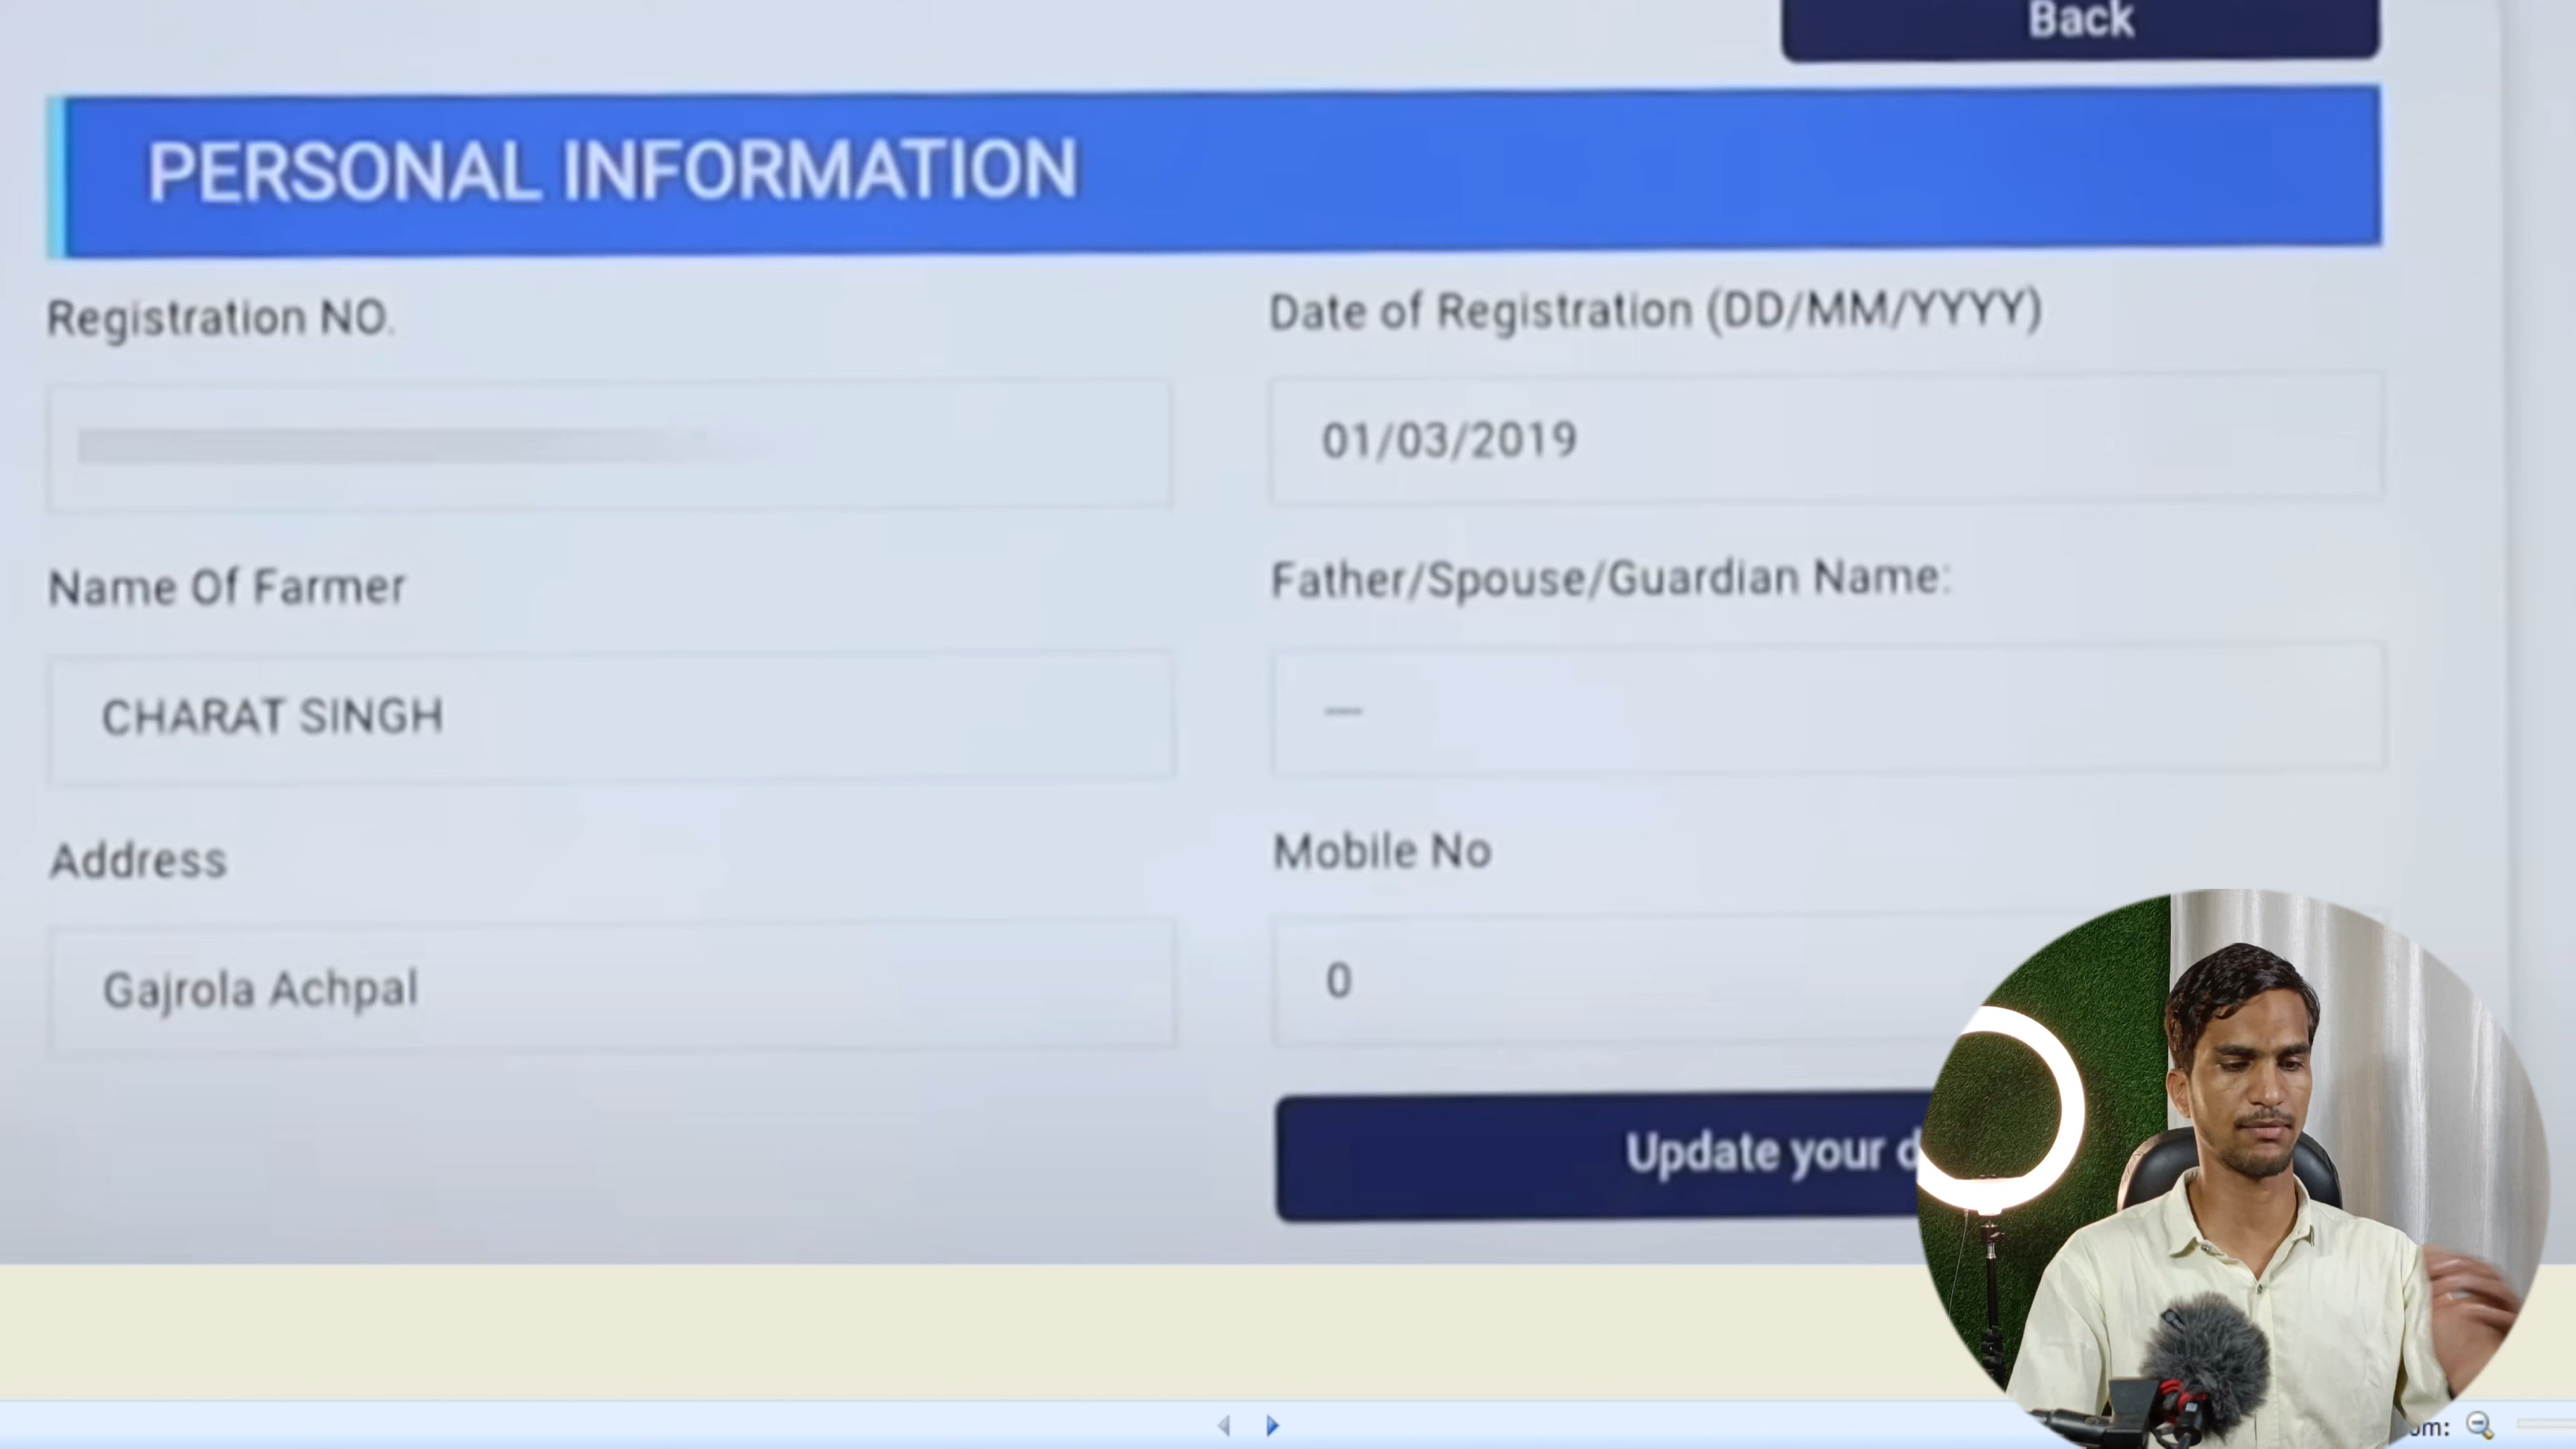 Back
PERSONAL INFORMATION
Registration NO.
Date of Registration (DD/MM/YYYY)
01/03/2019
Name Of Farmer
Father/Spouse/Guardian Name:
CHARAT SINGH
—
Address
Mobile No
Gajrola Achpal
0
Update your